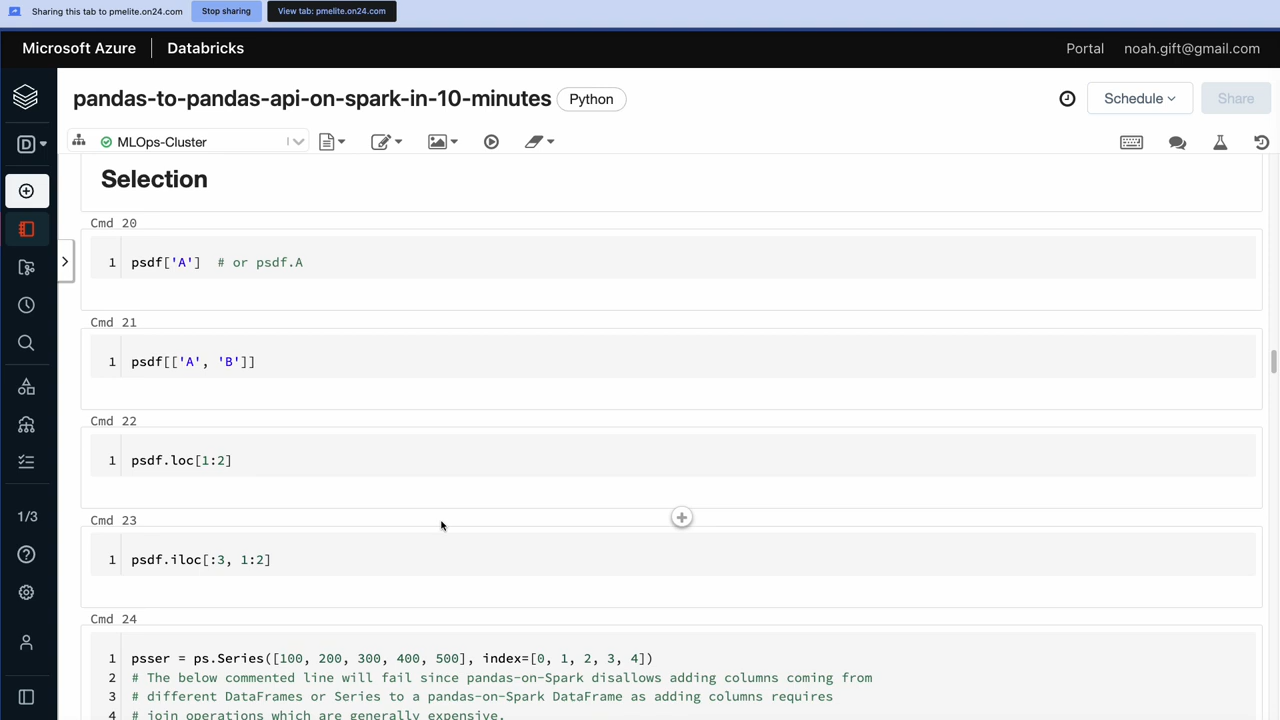 Sharing this tab to pmelite.on24.com
Stop sharing
View tab: pmelite.on24.com
Microsoft Azure
Databricks
Portal
noah.gift@gmail.com
pandas-to-pandas-api-on-spark-in-10-minutes
Python
Schedule
Share
D
MLOps-Cluster
Selection
Cmd 20
1 psdf['A']  # or psdf.A
Cmd 21
1 psdf[['A', 'B']]
Cmd 22
1 psdf.loc[1:2]
Cmd 23
1 psdf.iloc[:3, 1:2]
Cmd 24
1 psser = ps.Series([100, 200, 300, 400, 500], index=[0, 1, 2, 3, 4])
2 # The below commented line will fail since pandas-on-Spark disallows adding columns coming from
3 # different DataFrames or Series to a pandas-on-Spark DataFrame as adding columns requires
4 # join operations which are generally expensive.
1/3